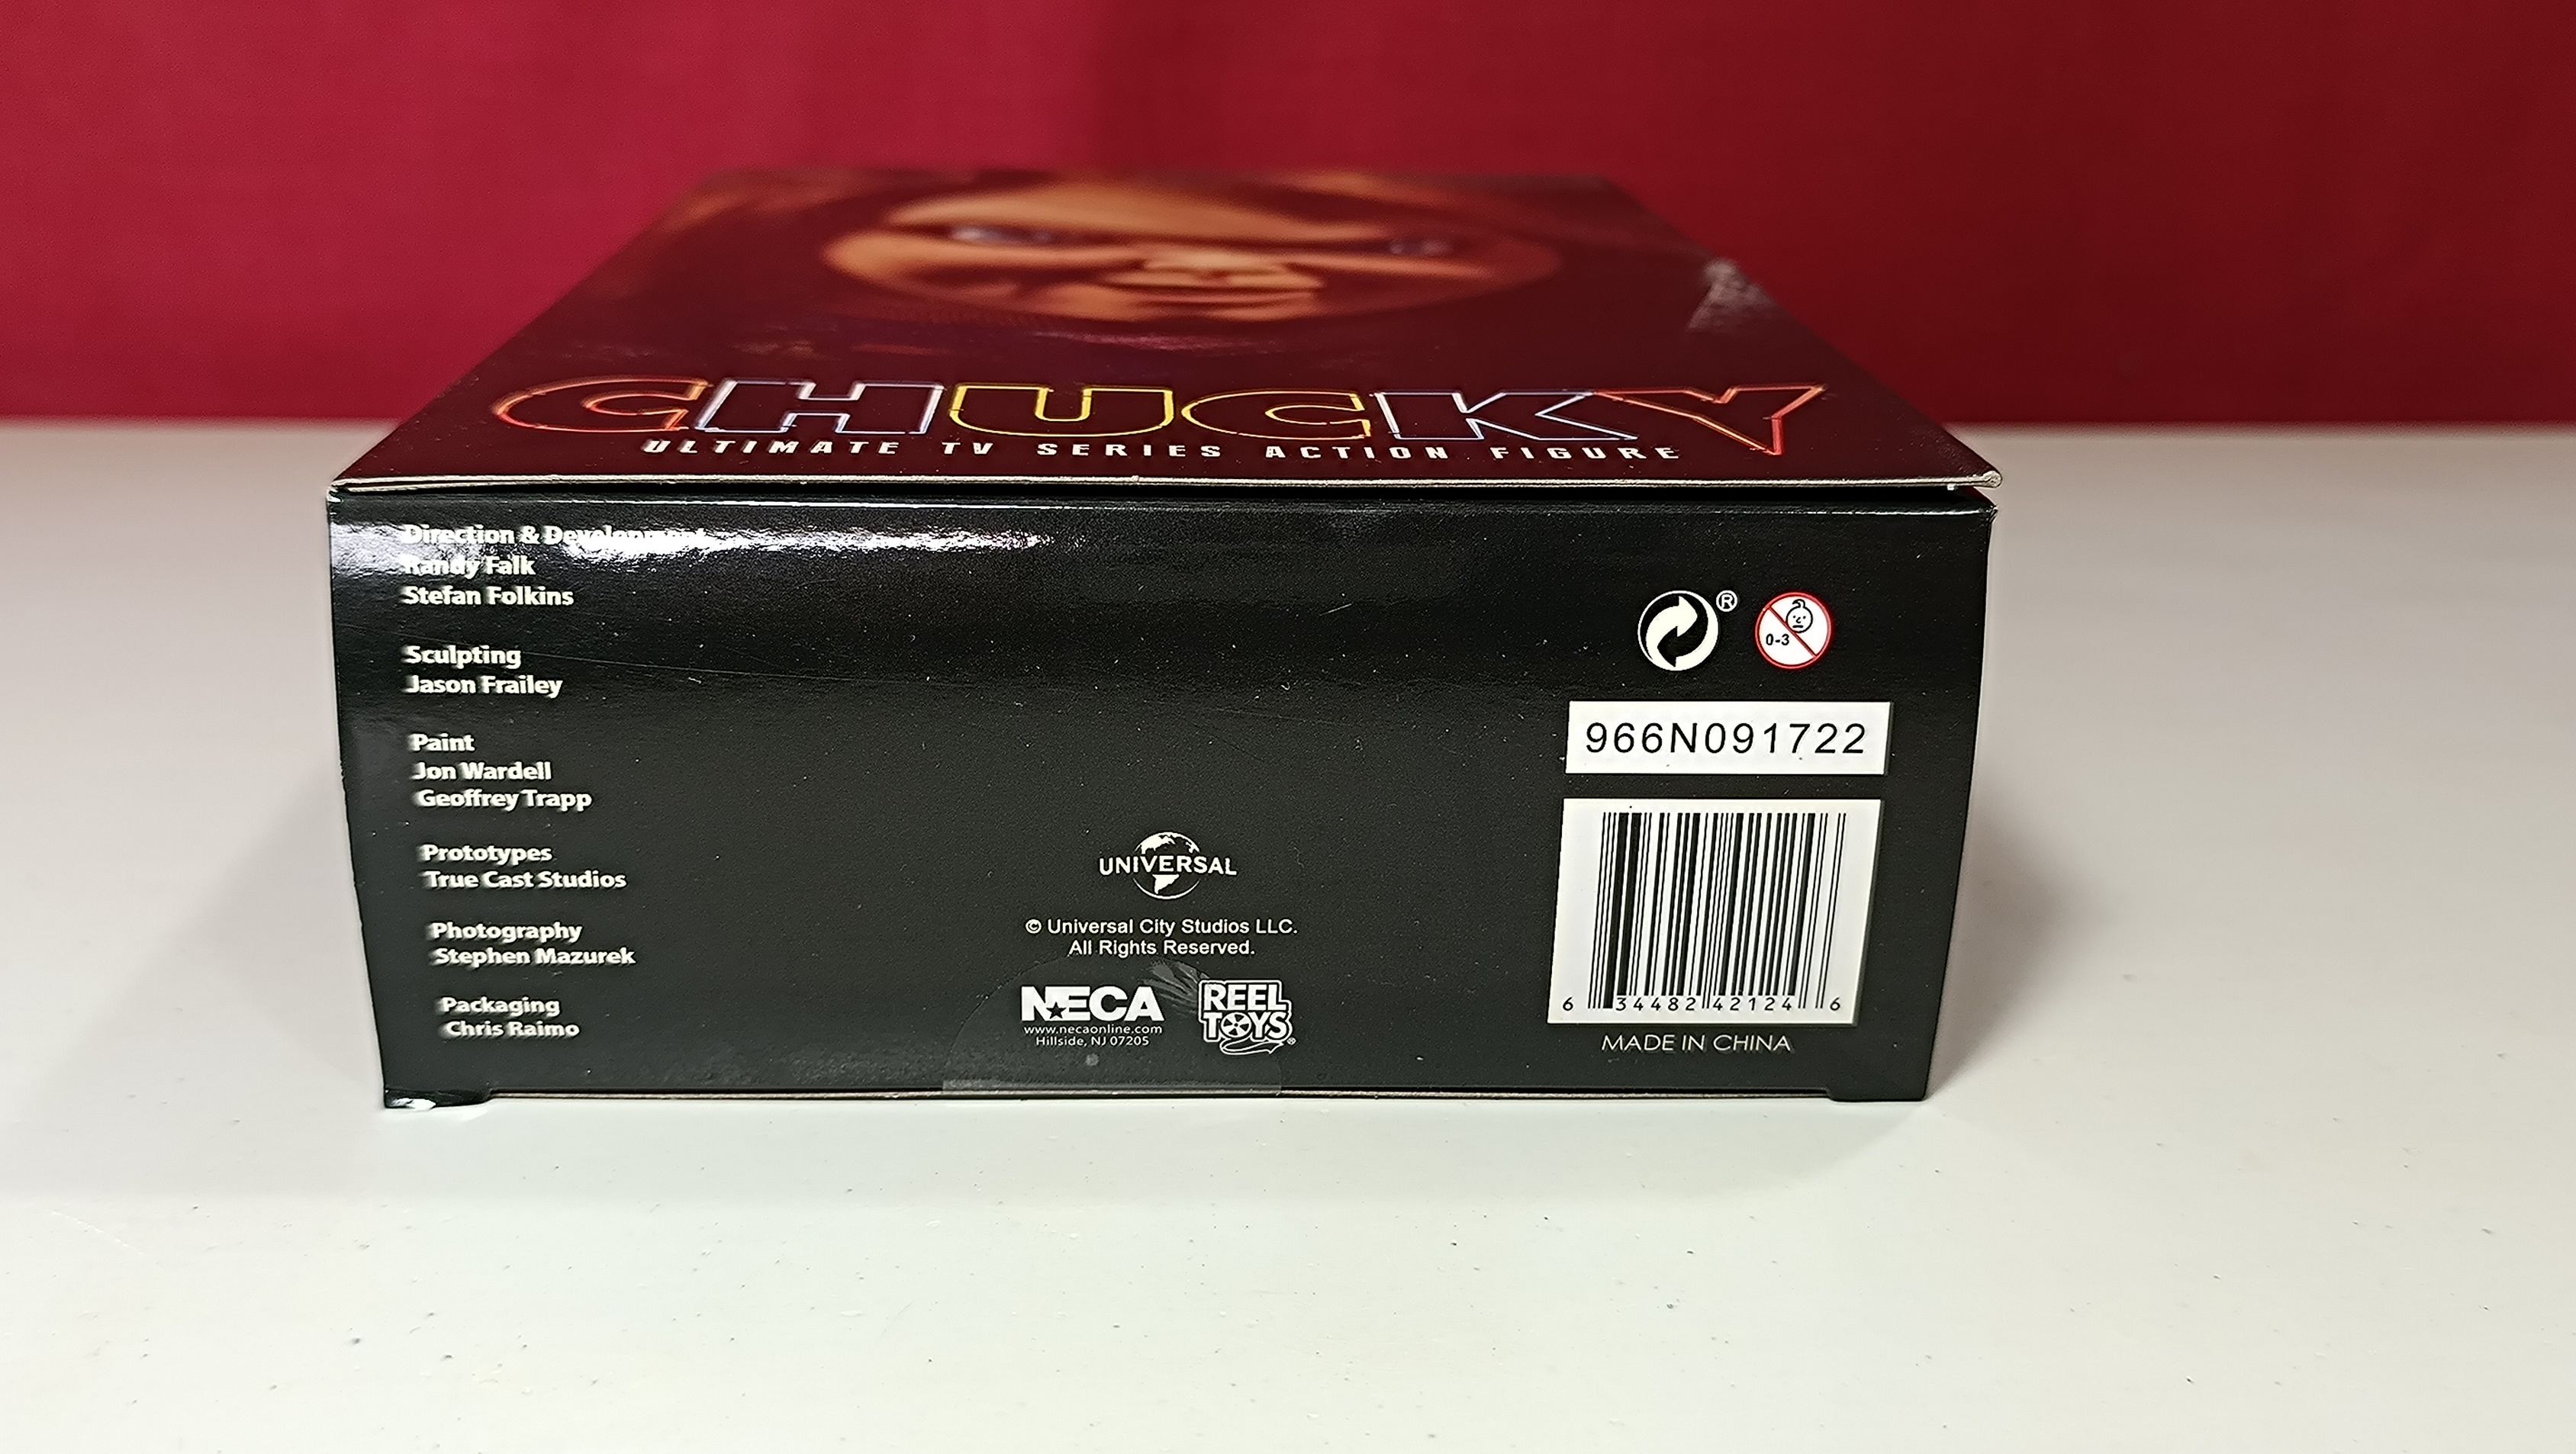 CHUCKY
ULTIMATE TV SERIES ACTION FIGURE
Direction & Development
Randy Falk
Stefan Folkins
Sculpting
Jason Frailey
Paint
Jon Wardell
Geoffrey Trapp
Prototypes
True Cast Studios
Photography
Stephen Mazurek
Packaging
Chris Raimo
UNIVERSAL
© Universal City Studios LLC.
All Rights Reserved.
NECA
www.necaonline.com
Hillside, NJ 07205
REEL
TOYS®
®
0-3
966N091722
6 34482 42124 6
MADE IN CHINA